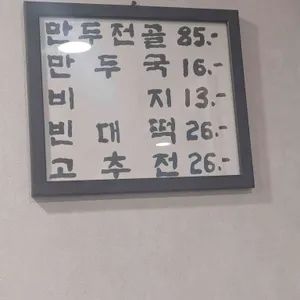 만두전골 85.-
만두국 16.-
비지 13.-
빈대떡 26.-
고추전 26.-